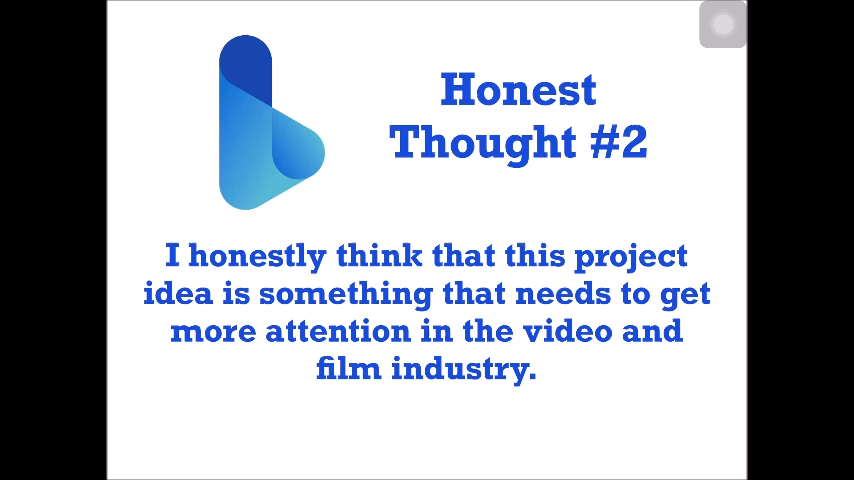 Honest
Thought #2
I honestly think that this project
idea is something that needs to get
more attention in the video and
film industry.